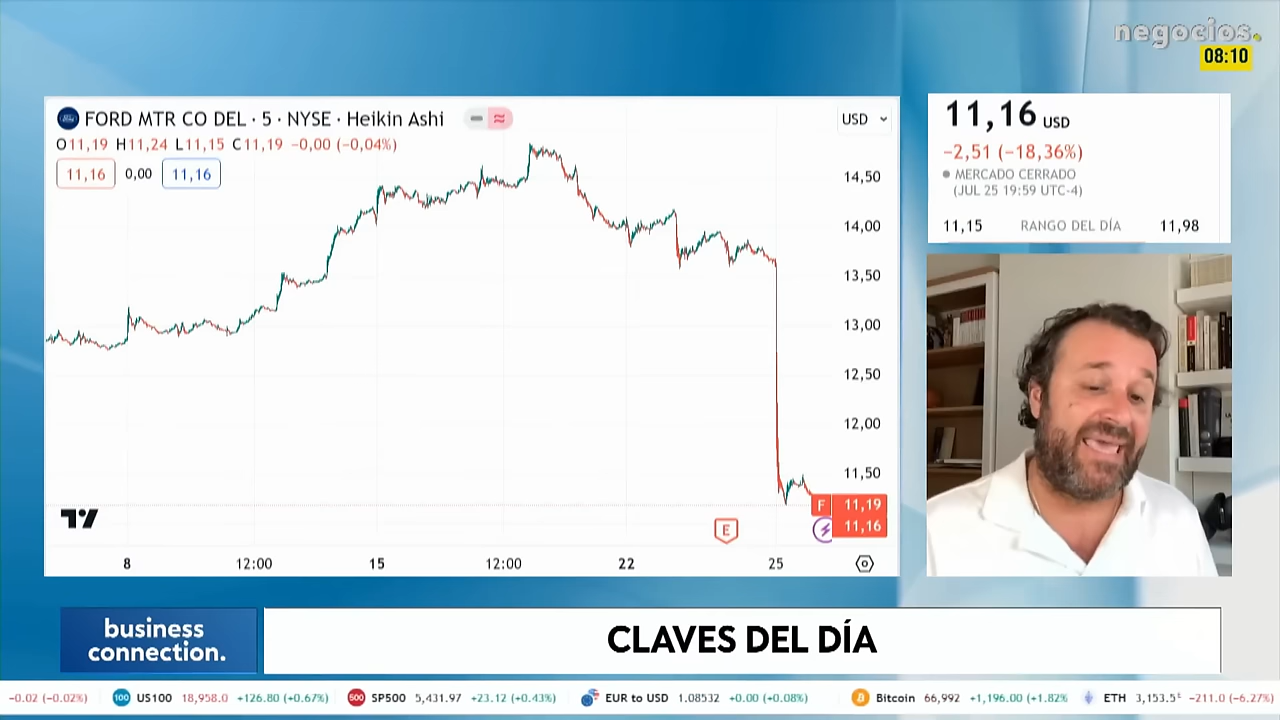 negocios.
08:10
FORD MTR CO DEL · 5 · NYSE · Heikin Ashi
O11,19 H11,24 L11,15 C11,19 −0,00 (−0,04%)
11,16 0,00 11,16
USD
14,50
14,00
13,50
13,00
12,50
12,00
11,50
F 11,19
11,16
E
8 12:00 15 12:00 22 25
11,16 USD
−2,51 (−18,36%)
MERCADO CERRADO
(JUL 25 19:59 UTC-4)
11,15 RANGO DEL DÍA 11,98
business
connection.
CLAVES DEL DÍA
−0.02 (−0.02%) 100 US100 18,958.0 +126.80 (+0.67%) 500 SP500 5,431.97 +23.12 (+0.43%) EUR to USD 1.08532 +0.00 (+0.08%) Bitcoin 66,992 +1,196.00 (+1.82% ETH 3,153.5 −211.0 (−6.27%)